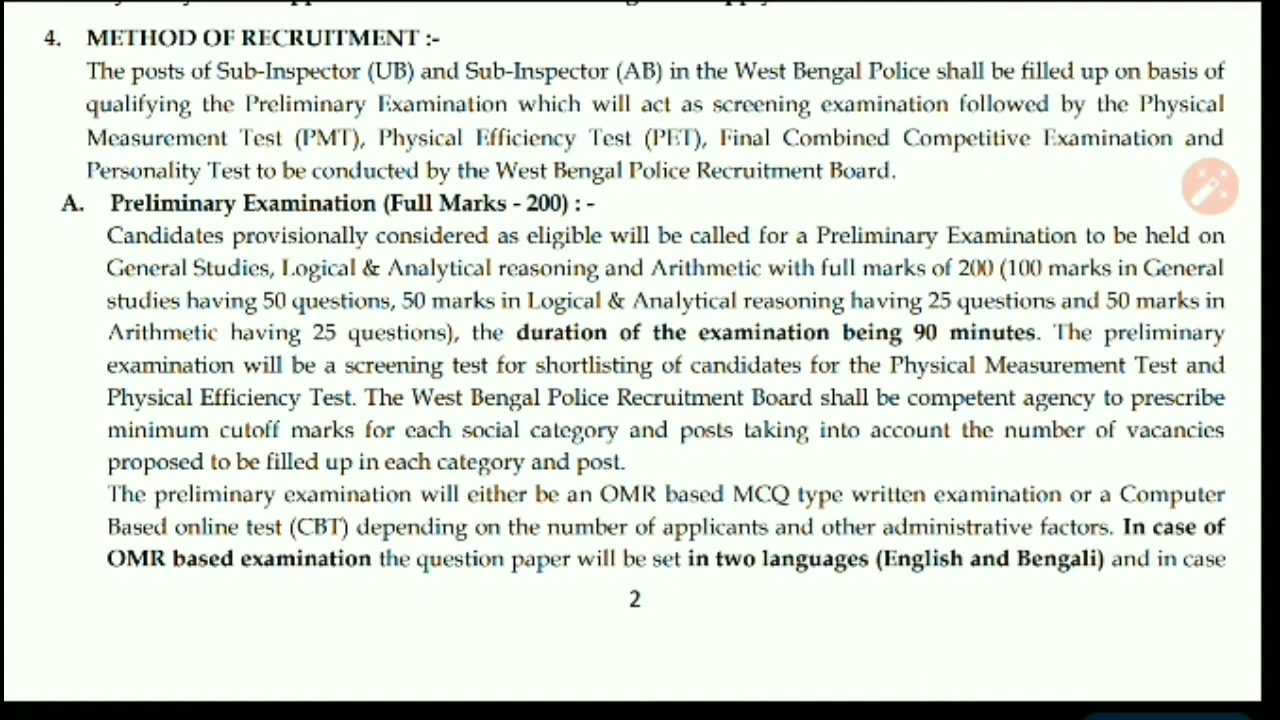 4. METHOD OF RECRUITMENT :-
The posts of Sub-Inspector (UB) and Sub-Inspector (AB) in the West Bengal Police shall be filled up on basis of
qualifying the Preliminary Examination which will act as screening examination followed by the Physical
Measurement Test (PMT), Physical Efficiency Test (PET), Final Combined Competitive Examination and
Personality Test to be conducted by the West Bengal Police Recruitment Board.
A. Preliminary Examination (Full Marks - 200) : -
Candidates provisionally considered as eligible will be called for a Preliminary Examination to be held on
General Studies, Logical & Analytical reasoning and Arithmetic with full marks of 200 (100 marks in General
studies having 50 questions, 50 marks in Logical & Analytical reasoning having 25 questions and 50 marks in
Arithmetic having 25 questions), the duration of the examination being 90 minutes. The preliminary
examination will be a screening test for shortlisting of candidates for the Physical Measurement Test and
Physical Efficiency Test. The West Bengal Police Recruitment Board shall be competent agency to prescribe
minimum cutoff marks for each social category and posts taking into account the number of vacancies
proposed to be filled up in each category and post.
The preliminary examination will either be an OMR based MCQ type written examination or a Computer
Based online test (CBT) depending on the number of applicants and other administrative factors. In case of
OMR based examination the question paper will be set in two languages (English and Bengali) and in case
2